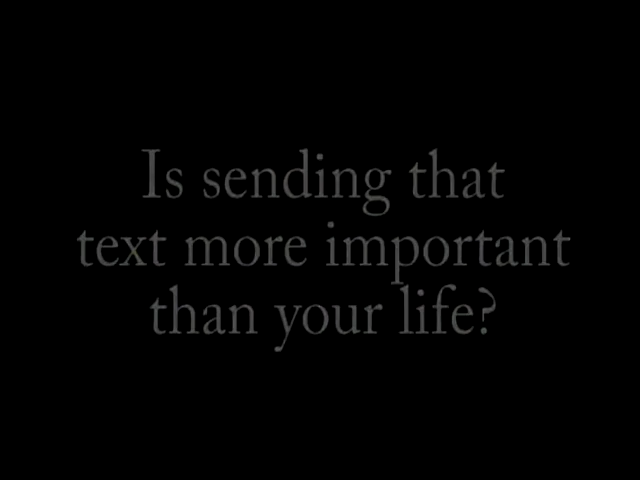 Is sending that
text more important
than your life?